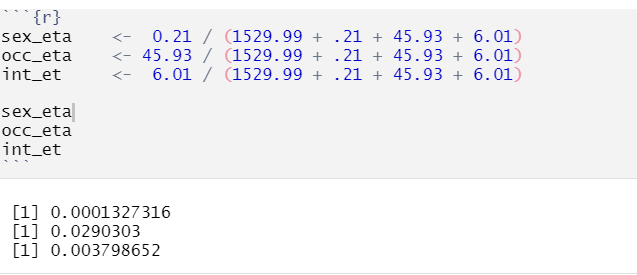 ```{r}
sex_eta    <-  0.21 / (1529.99 + .21 + 45.93 + 6.01)
occ_eta    <- 45.93 / (1529.99 + .21 + 45.93 + 6.01)
int_et     <-  6.01 / (1529.99 + .21 + 45.93 + 6.01)
sex_eta
occ_eta
int_et
```
[1] 0.0001327316
[1] 0.0290303
[1] 0.003798652